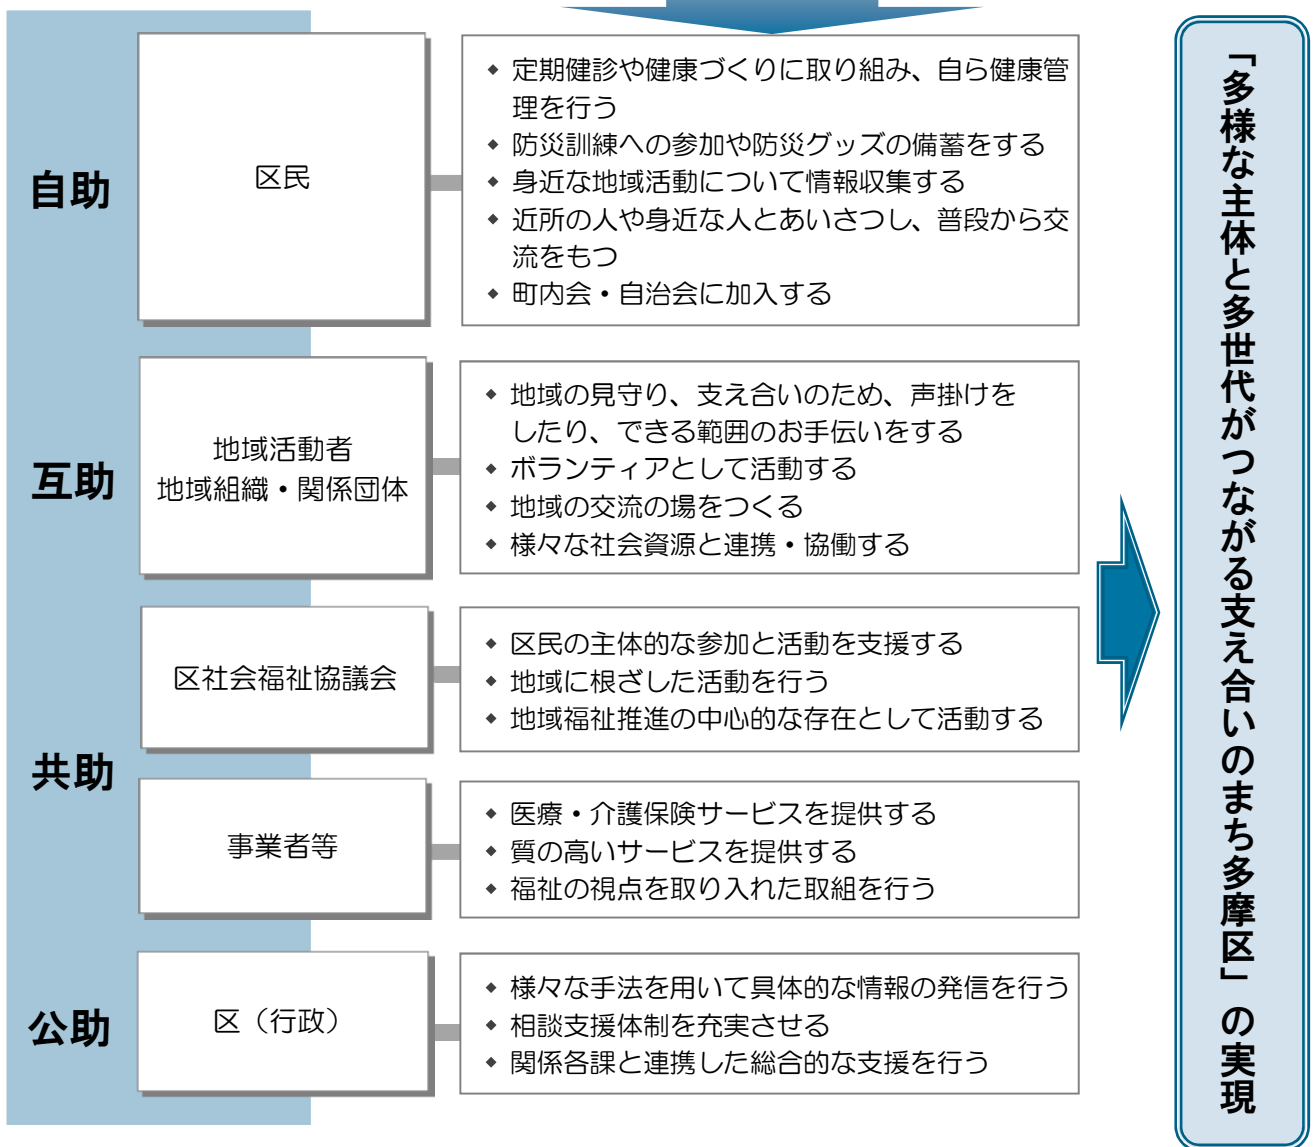 自助
区民
◆ 定期健診や健康づくりに取り組み、自ら健康管
理を行う
◆ 防災訓練への参加や防災グッズの備蓄をする
◆ 身近な地域活動について情報収集する
◆ 近所の人や身近な人とあいさつし、普段から交
流をもつ
◆ 町内会・自治会に加入する
互助
地域活動者
地域組織・関係団体
◆ 地域の見守り、支え合いのため、声掛けを
したり、できる範囲のお手伝いをする
◆ ボランティアとして活動する
◆ 地域の交流の場をつくる
◆ 様々な社会資源と連携・協働する
共助
区社会福祉協議会
◆ 区民の主体的な参加と活動を支援する
◆ 地域に根ざした活動を行う
◆ 地域福祉推進の中心的な存在として活動する
事業者等
◆ 医療・介護保険サービスを提供する
◆ 質の高いサービスを提供する
◆ 福祉の視点を取り入れた取組を行う
公助
区（行政）
◆ 様々な手法を用いて具体的な情報の発信を行う
◆ 相談支援体制を充実させる
◆ 関係各課と連携した総合的な支援を行う
「多様な主体と多世代がつながる支え合いのまち多摩区」の実現